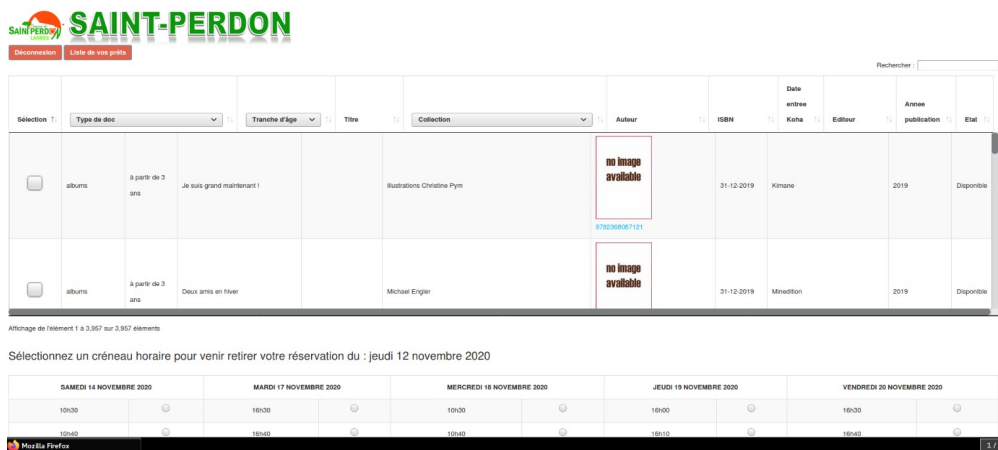 SAINT PERDON
LANDES
SAINT-PERDON
Déconnexion Liste de vos prêts
Rechercher :
Sélection Type de doc Tranche d'âge Titre Collection Auteur ISBN Date entree Koha Editeur Annee publication Etat
albums à partir de 3 ans Je suis grand maintenant ! Illustrations Christine Pym no image available 31-12-2019 Kimane 2019 Disponible
9782368087121
albums à partir de 3 ans Deux amis en hiver Michael Engler no image available 31-12-2019 Minedition 2019 Disponible
Affichage de l'élément 1 à 3,957 sur 3,957 éléments
Sélectionnez un créneau horaire pour venir retirer votre réservation du : jeudi 12 novembre 2020
SAMEDI 14 NOVEMBRE 2020 MARDI 17 NOVEMBRE 2020 MERCREDI 18 NOVEMBRE 2020 JEUDI 19 NOVEMBRE 2020 VENDREDI 20 NOVEMBRE 2020
10h30 16h30 10h30 16h00 16h30
10h40 16h40 10h40 16h10 16h40
Mozilla Firefox 1 /